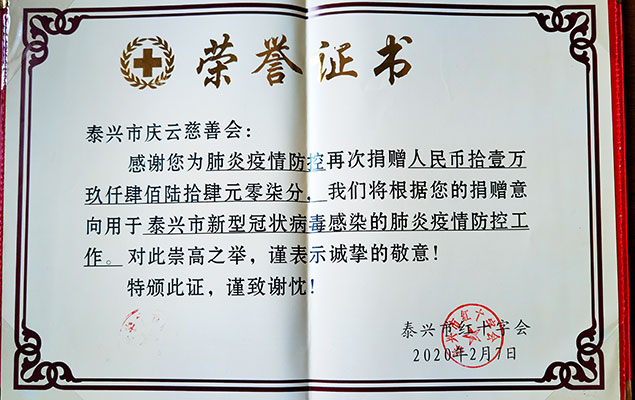 荣誉证书
泰兴市庆云慈善会：
感谢您为肺炎疫情防控再次捐赠人民币拾壹万
玖仟肆佰陆拾肆元零柒分，我们将根据您的捐赠意
向用于泰兴市新型冠状病毒感染的肺炎疫情防控工
作。对此崇高之举，谨表示诚挚的敬意！
特颁此证，谨致谢忱！
泰兴市红十字会
2020年2月7日